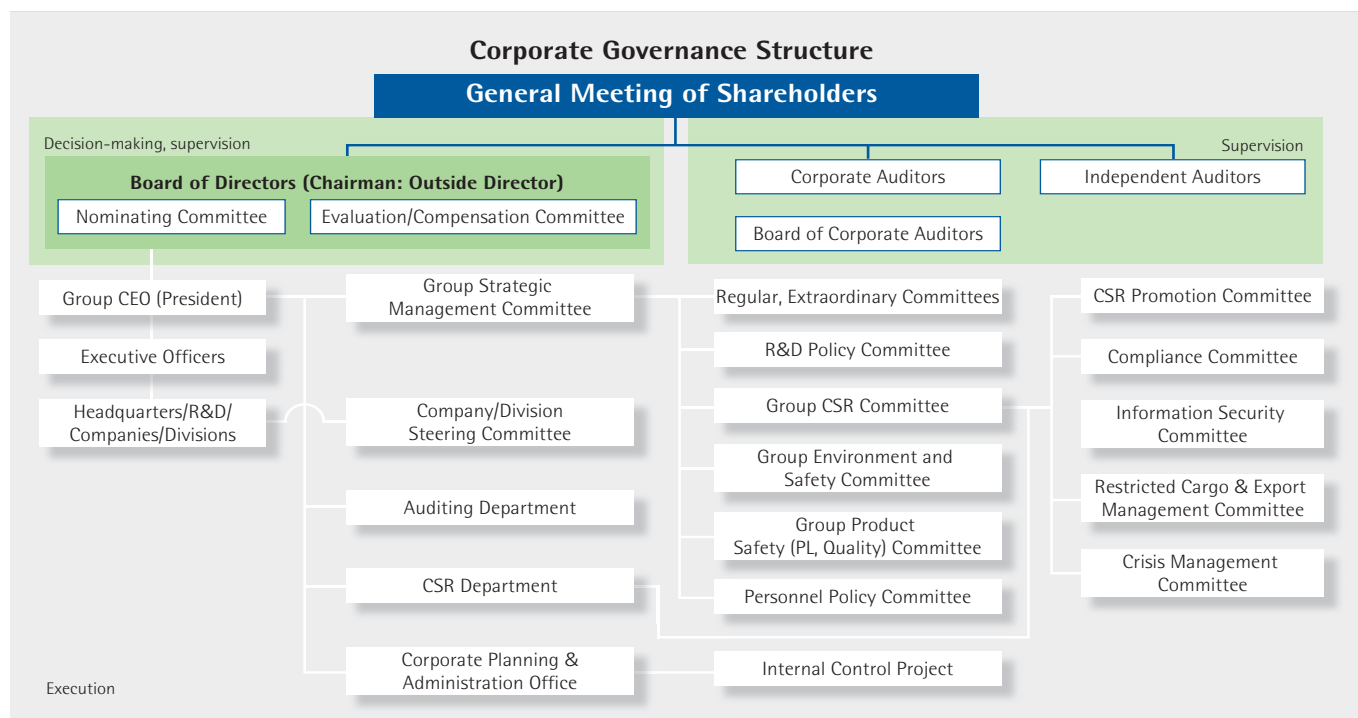 Corporate Governance Structure
General Meeting of Shareholders
Decision-making, supervision
Board of Directors (Chairman: Outside Director)
Nominating Committee
Evaluation/Compensation Committee
Supervision
Corporate Auditors
Independent Auditors
Board of Corporate Auditors
Group CEO (President)
Executive Officers
Headquarters/R&D/
Companies/Divisions
Group Strategic
Management Committee
Company/Division
Steering Committee
Auditing Department
CSR Department
Corporate Planning &
Administration Office
Regular, Extraordinary Committees
R&D Policy Committee
Group CSR Committee
Group Environment and
Safety Committee
Group Product
Safety (PL, Quality) Committee
Personnel Policy Committee
Internal Control Project
CSR Promotion Committee
Compliance Committee
Information Security
Committee
Restricted Cargo & Export
Management Committee
Crisis Management
Committee
Execution